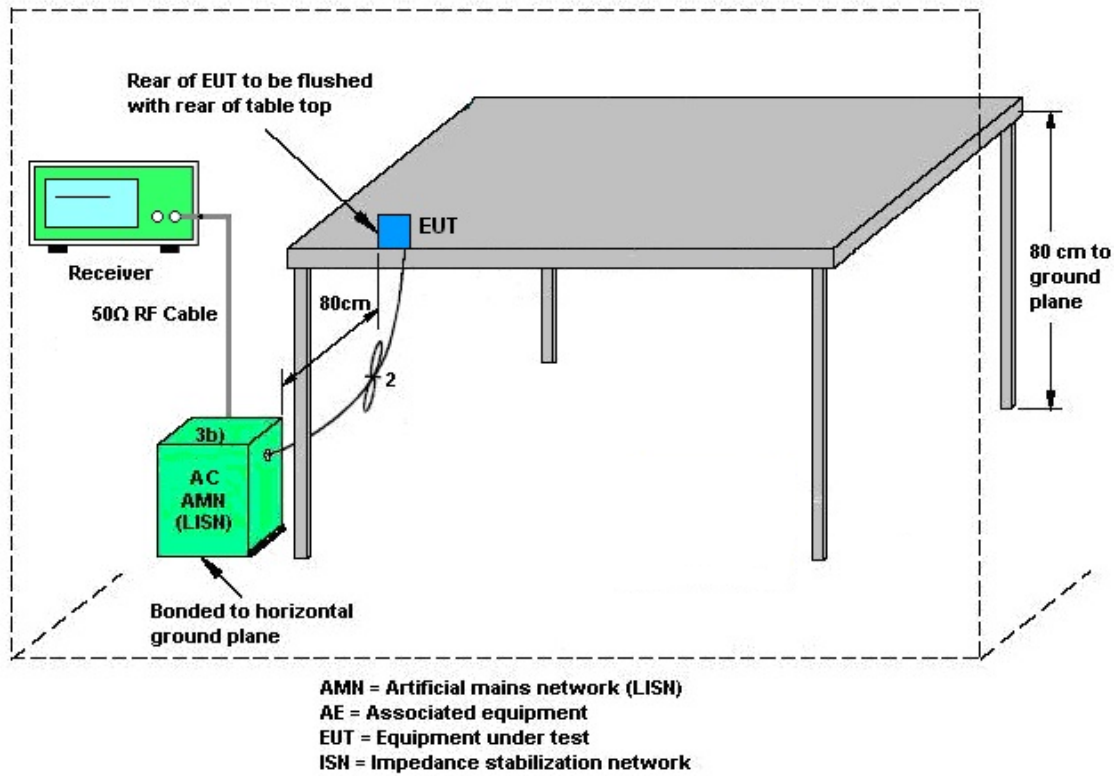 Rear of EUT to be flushed
with rear of table top
EUT
Receiver
50Ω RF Cable
80cm
80 cm to
ground
plane
2
3b)
AC
AMN
(LISN)
Bonded to horizontal
ground plane
AMN = Artificial mains network (LISN)
AE = Associated equipment
EUT = Equipment under test
ISN = Impedance stabilization network